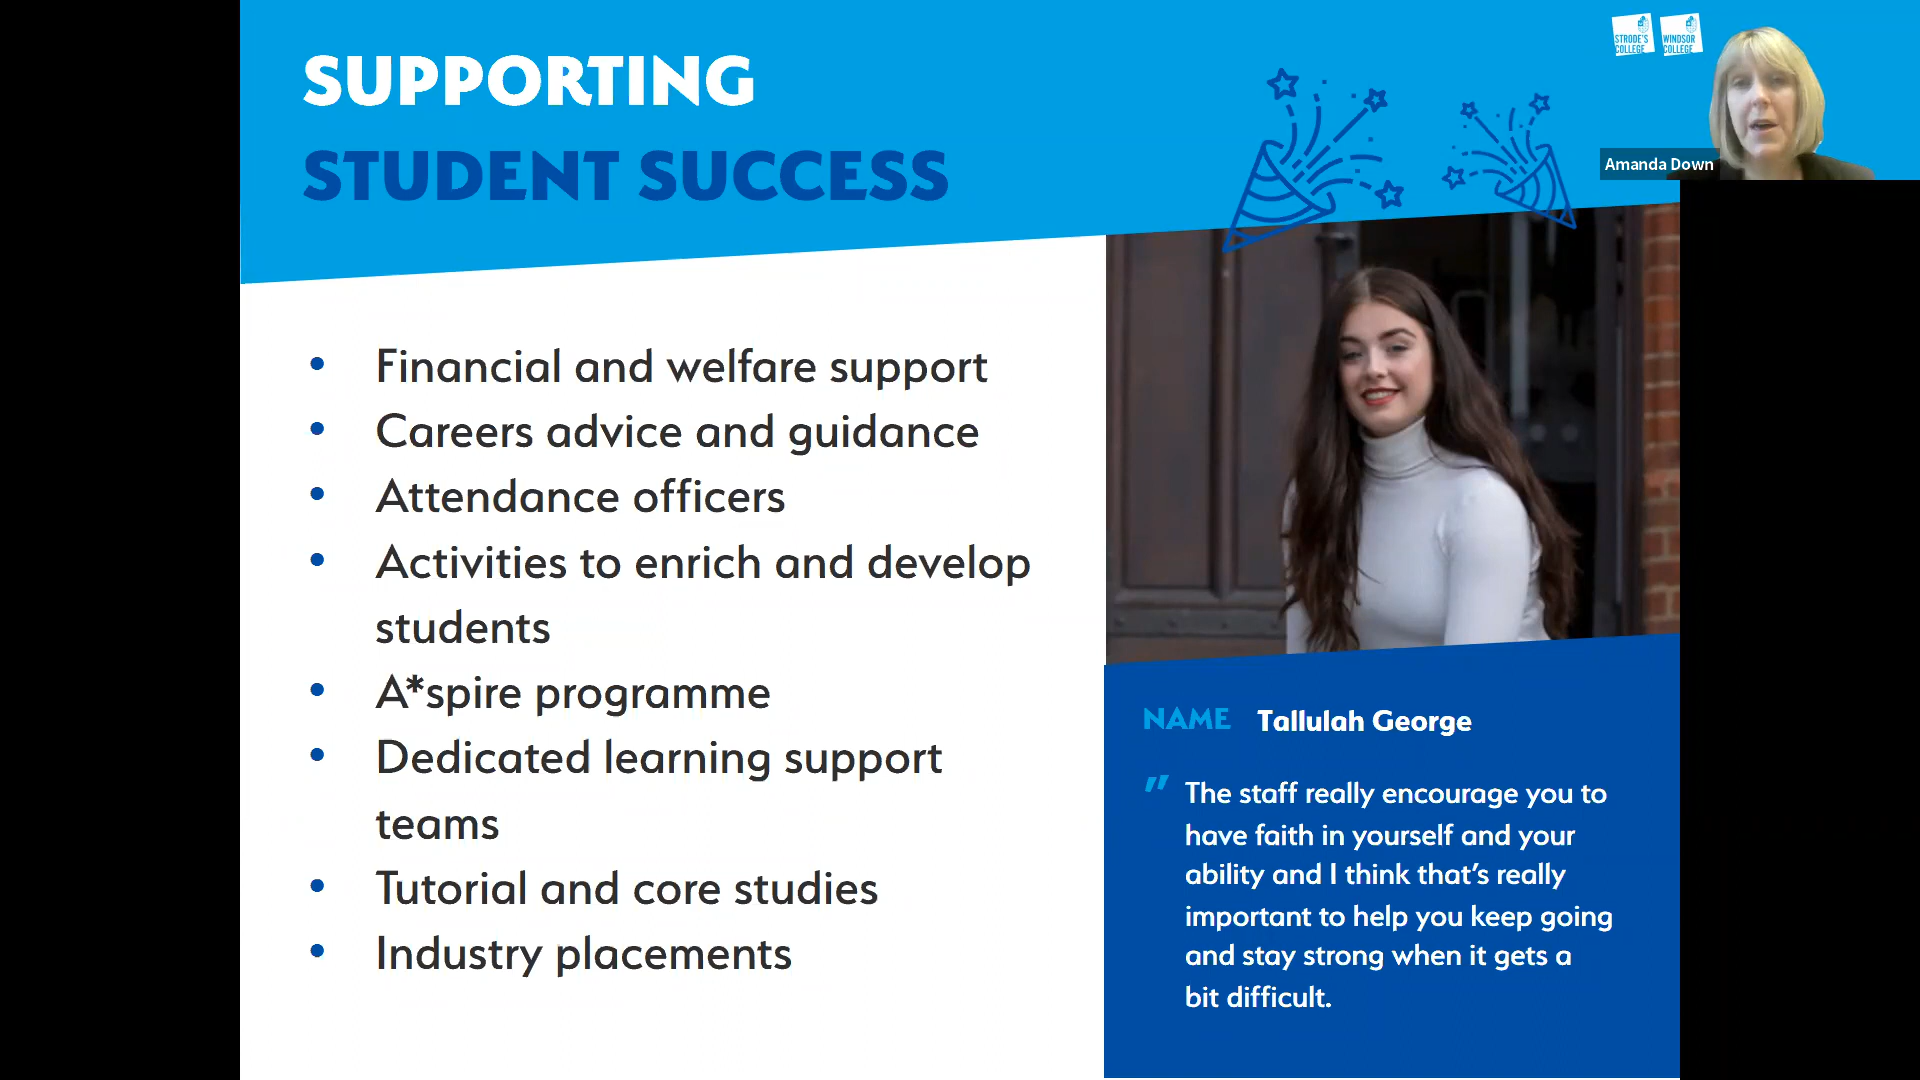 SUPPORTING
STUDENT SUCCESS
STRODE'S
COLLEGE
WINDSOR
COLLEGE
Amanda Down
• Financial and welfare support
• Careers advice and guidance
• Attendance officers
• Activities to enrich and develop
students
• A*spire programme
• Dedicated learning support
teams
• Tutorial and core studies
• Industry placements
NAME Tallulah George
" The staff really encourage you to
have faith in yourself and your
ability and I think that's really
important to help you keep going
and stay strong when it gets a
bit difficult.